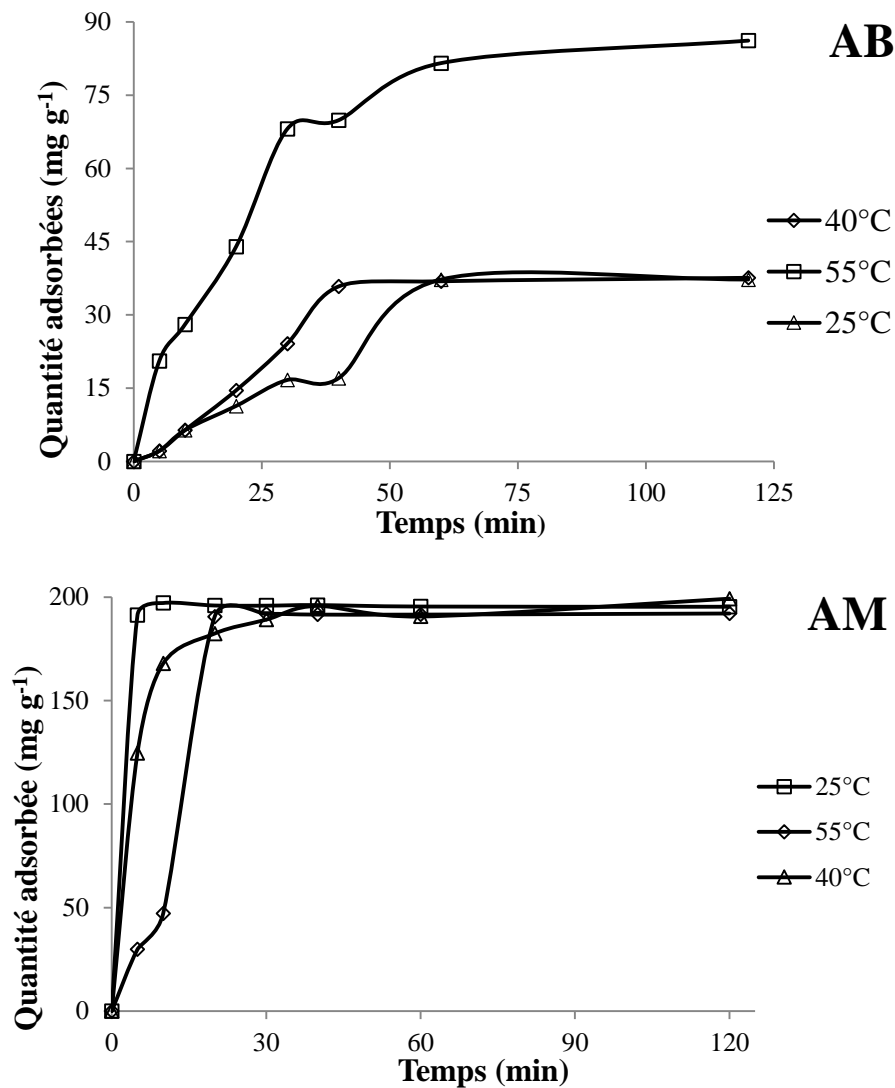 AB
Quantité adsorbées (mg g-1)
90
75
60
45
30
15
0
0 25 50 75 100 125
Temps (min)
40°C
55°C
25°C
AM
Quantité adsorbée (mg g-1)
200
150
100
50
0
0 30 60 90 120
Temps (min)
25°C
55°C
40°C